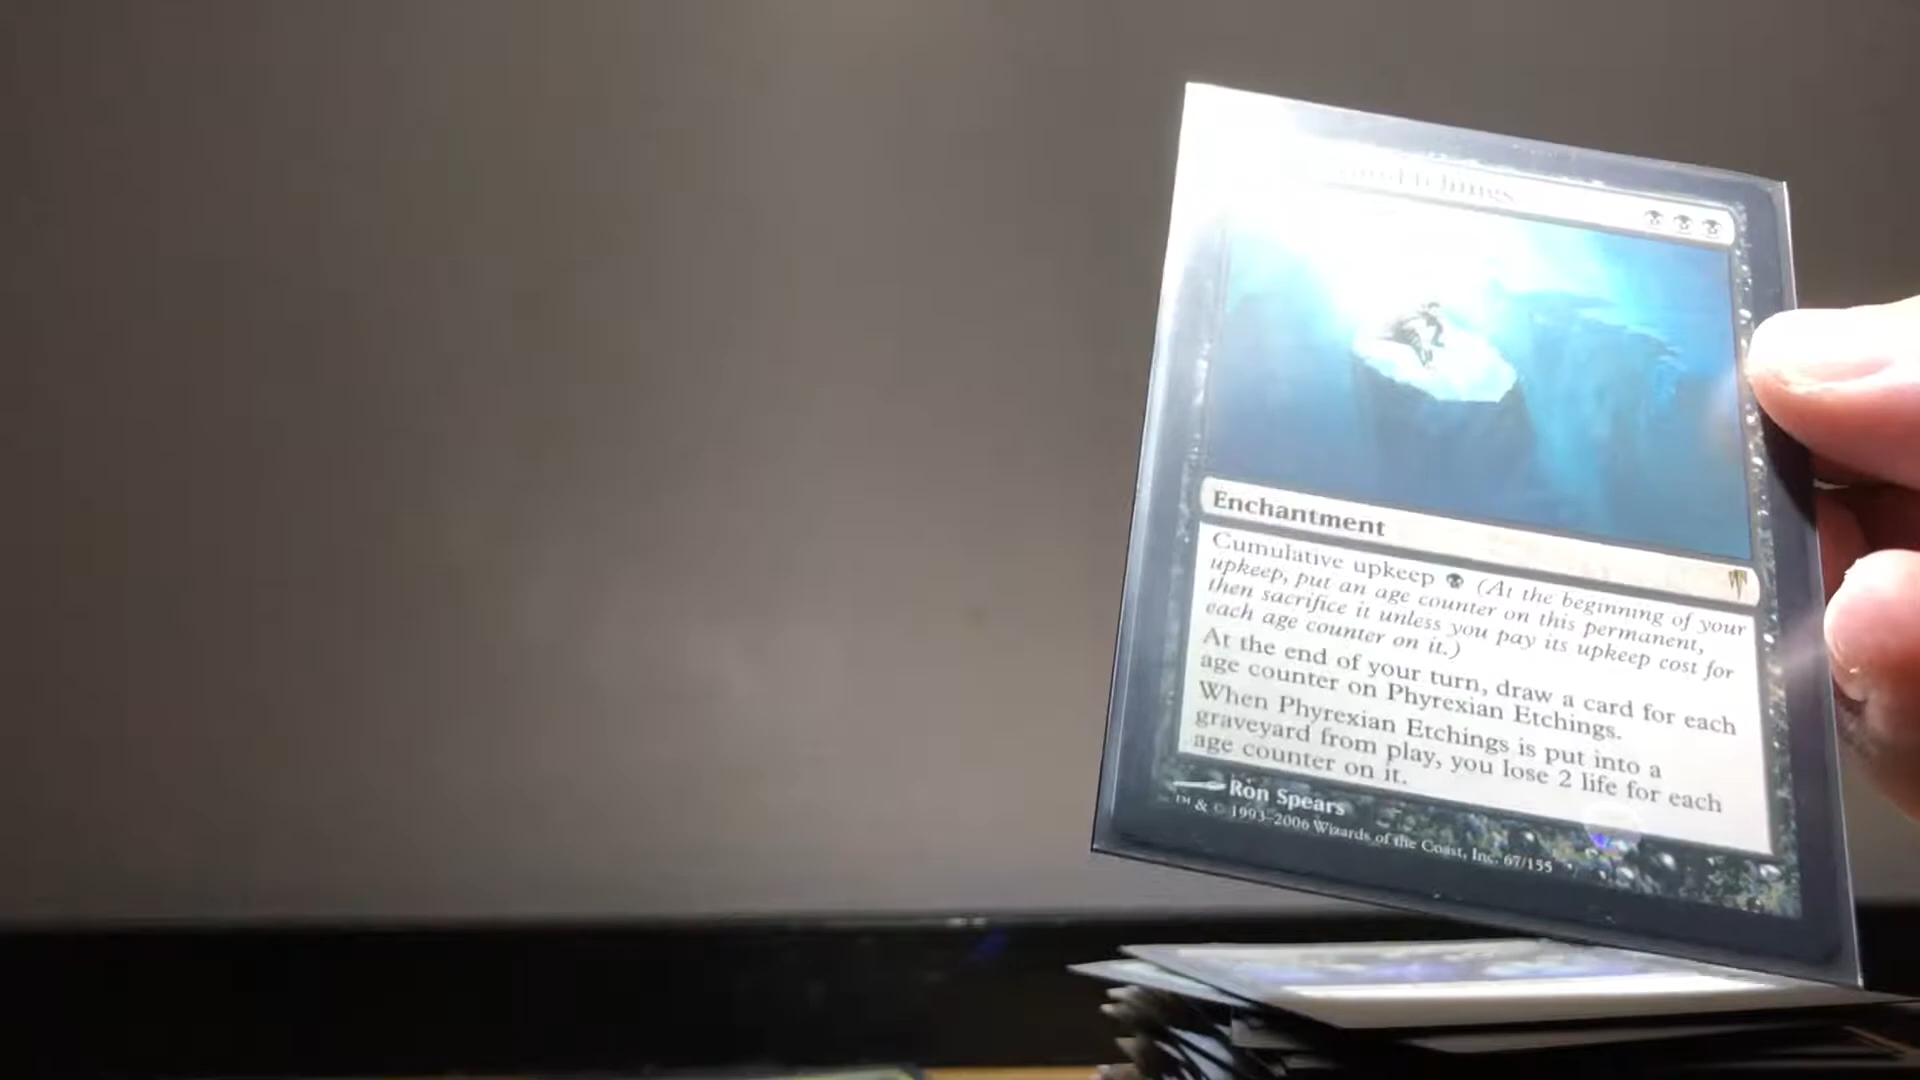 Etchings
Enchantment
Cumulative upkeep (At the beginning of your
upkeep, put an age counter on this permanent,
then sacrifice it unless you pay its upkeep cost for
each age counter on it.)
At the end of your turn, draw a card for each
age counter on Phyrexian Etchings.
When Phyrexian Etchings is put into a
graveyard from play, you lose 2 life for each
age counter on it.
Ron Spears
™ & © 1993–2006 Wizards of the Coast, Inc. 67/155